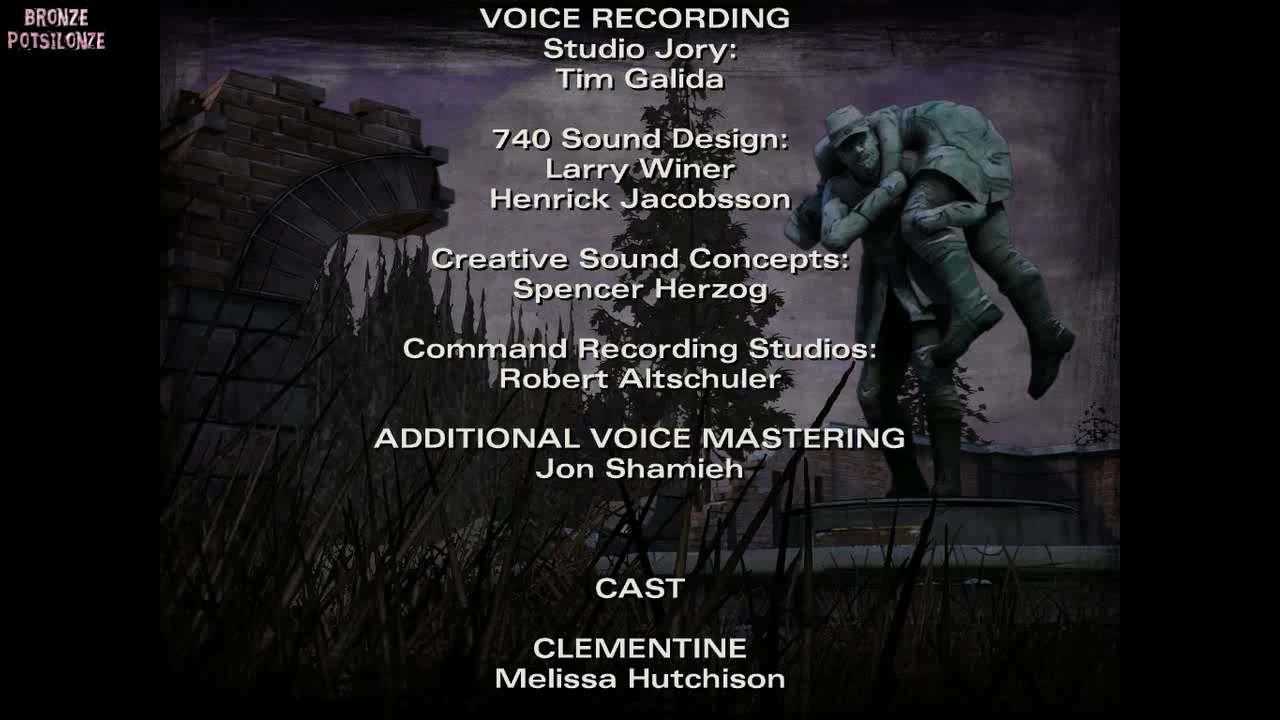 BRONZE
POTSILONZE
VOICE RECORDING
Studio Jory:
Tim Galida
740 Sound Design:
Larry Winer
Henrick Jacobsson
Creative Sound Concepts:
Spencer Herzog
Command Recording Studios:
Robert Altschuler
ADDITIONAL VOICE MASTERING
Jon Shamieh
CAST
CLEMENTINE
Melissa Hutchison